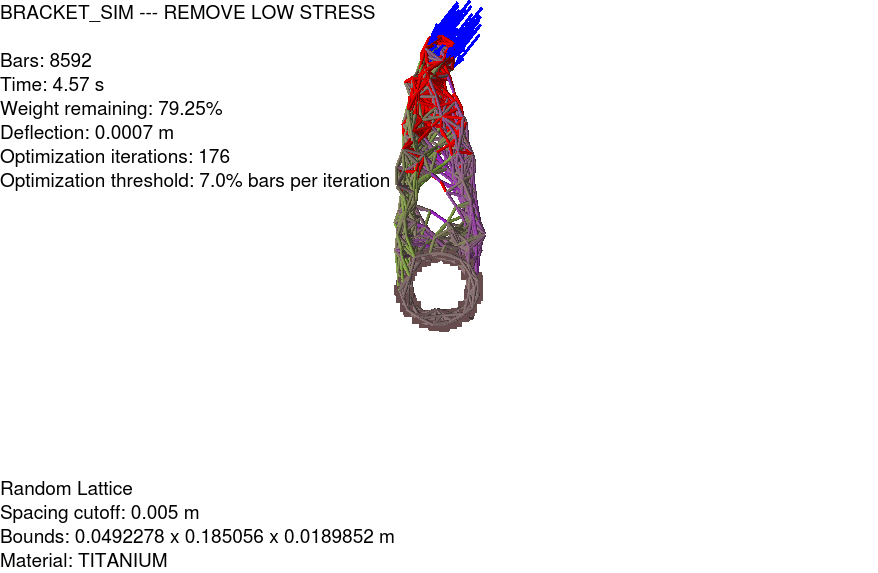 BRACKET_SIM --- REMOVE LOW STRESS
Bars: 8592
Time: 4.57 s
Weight remaining: 79.25%
Deflection: 0.0007 m
Optimization iterations: 176
Optimization threshold: 7.0% bars per iteration
Random Lattice
Spacing cutoff: 0.005 m
Bounds: 0.0492278 x 0.185056 x 0.0189852 m
Material: TITANIUM